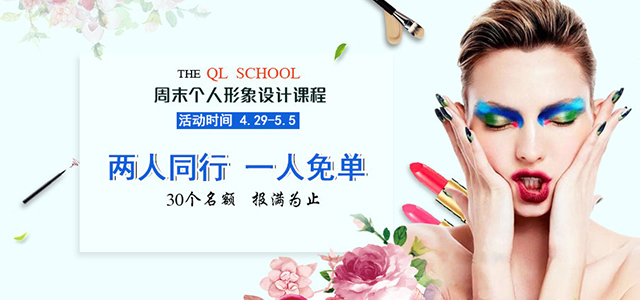 THE QL SCHOOL
周末个人形象设计课程
活动时间 4.29-5.5
两人同行 一人免单
30个名额 报满为止